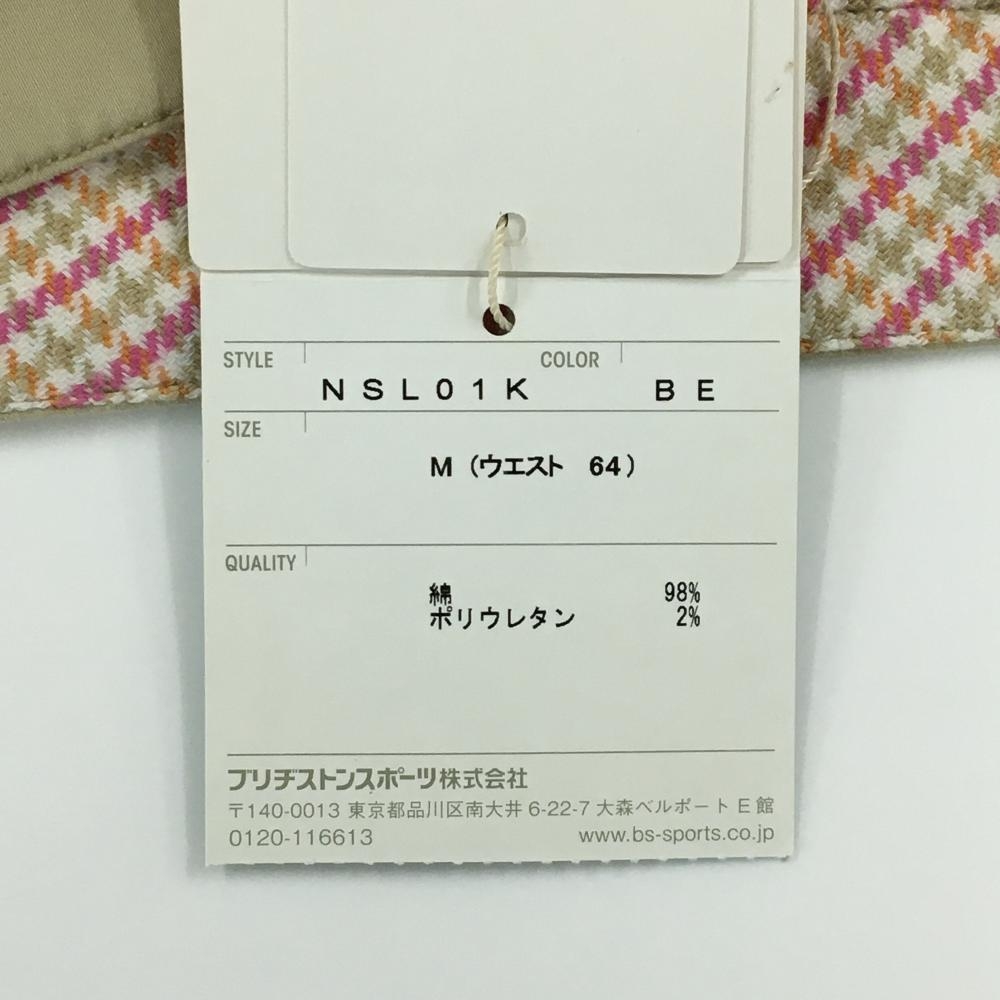 STYLE COLOR
NSL01K BE
SIZE
M (ウエスト 64)
QUALITY
綿 98%
ポリウレタン 2%
ブリヂストンスポーツ株式会社
〒140-0013 東京都品川区南大井 6-22-7 大森ベルポート E 館
0120-116613 www.bs-sports.co.jp